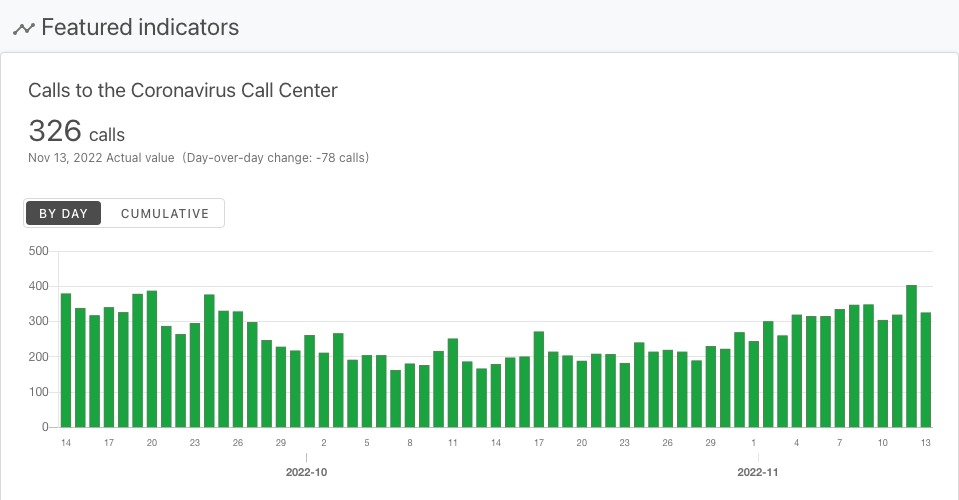 Featured indicators
Calls to the Coronavirus Call Center
326 calls
Nov 13, 2022 Actual value (Day-over-day change: -78 calls)
BY DAY CUMULATIVE
500
400
300
200
100
0
14 17 20 23 26 29 2 5 8 11 14 17 20 23 26 29 1 4 7 10 13
2022-10 2022-11